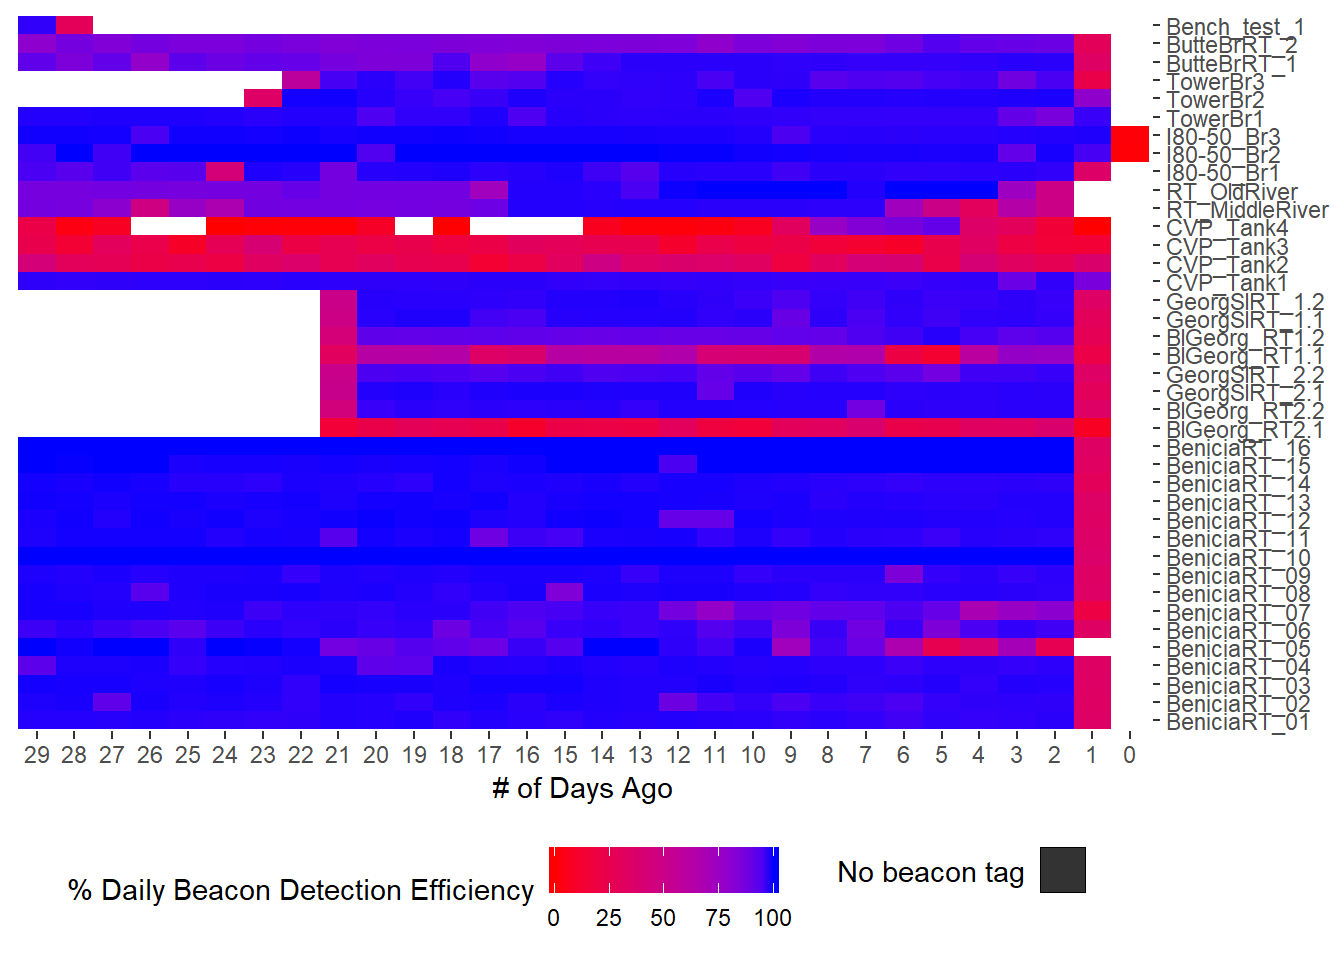 Bench_test_1
ButteBrRT_2
ButteBrRT_1
TowerBr3
TowerBr2
TowerBr1
I80-50_Br3
I80-50_Br2
I80-50_Br1
RT_OldRiver
RT_MiddleRiver
CVP_Tank4
CVP_Tank3
CVP_Tank2
CVP_Tank1
GeorgSlRT_1.2
GeorgSlRT_1.1
BlGeorg_RT1.2
BlGeorg_RT1.1
GeorgSlRT_2.2
GeorgSlRT_2.1
BlGeorg_RT2.2
BlGeorg_RT2.1
BeniciaRT_16
BeniciaRT_15
BeniciaRT_14
BeniciaRT_13
BeniciaRT_12
BeniciaRT_11
BeniciaRT_10
BeniciaRT_09
BeniciaRT_08
BeniciaRT_07
BeniciaRT_06
BeniciaRT_05
BeniciaRT_04
BeniciaRT_03
BeniciaRT_02
BeniciaRT_01
29 28 27 26 25 24 23 22 21 20 19 18 17 16 15 14 13 12 11 10 9 8 7 6 5 4 3 2 1 0
# of Days Ago
% Daily Beacon Detection Efficiency
0 25 50 75 100
No beacon tag